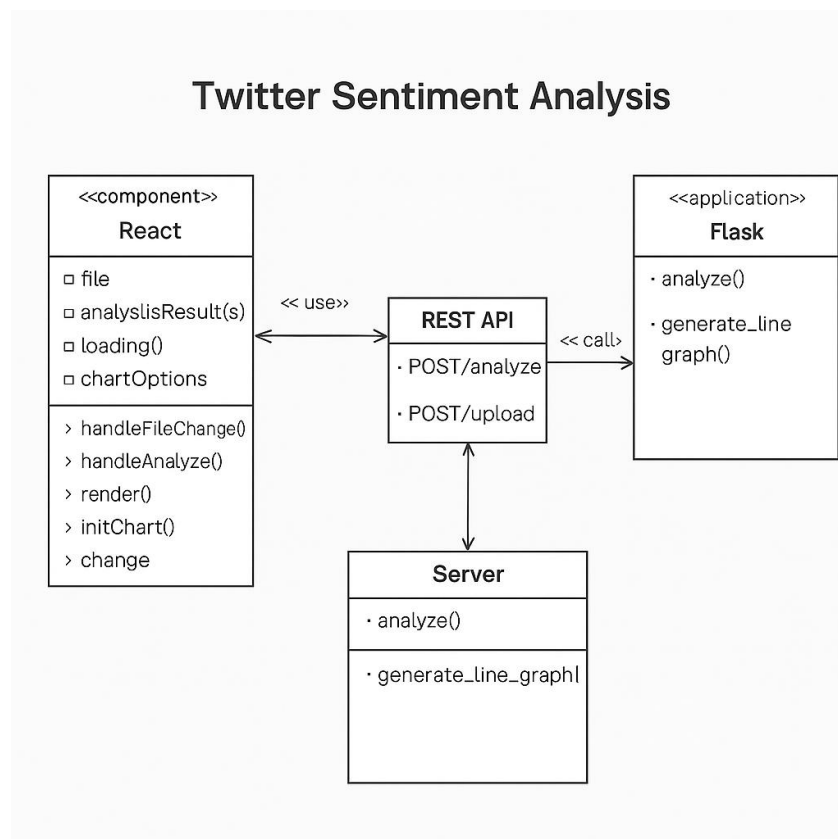 Twitter Sentiment Analysis
<<component>>
React
file
analyslisResult(s)
loading()
chartOptions
> handleFileChange()
> handleAnalyze()
> render()
> initChart()
> change
<< use>>
REST API
· POST/analyze
· POST/upload
<< call>
<<application>>
Flask
· analyze()
· generate_line
graph()
Server
· analyze()
· generate_line_graph|